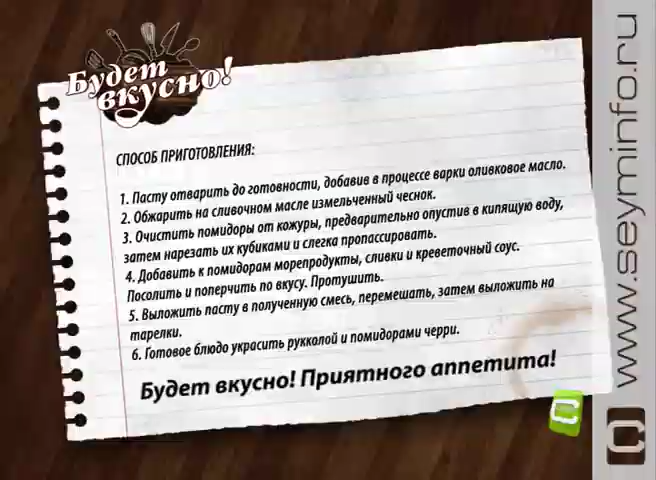 Будет
вкусно!
СПОСОБ ПРИГОТОВЛЕНИЯ:
1. Пасту отварить до готовности, добавив в процессе варки оливковое масло.
2. Обжарить на сливочном масле измельченный чеснок.
3. Очистить помидоры от кожуры, предварительно опустив в кипящую воду,
затем нарезать их кубиками и слегка пропассировать.
4. Добавить к помидорам морепродукты, сливки и креветочный соус.
Посолить и поперчить по вкусу. Протушить.
5. Выложить пасту в полученную смесь, перемешать, затем выложить на
тарелки.
6. Готовое блюдо украсить рукколой и помидорами черри.
Будет вкусно! Приятного аппетита!
www.seyminfo.ru